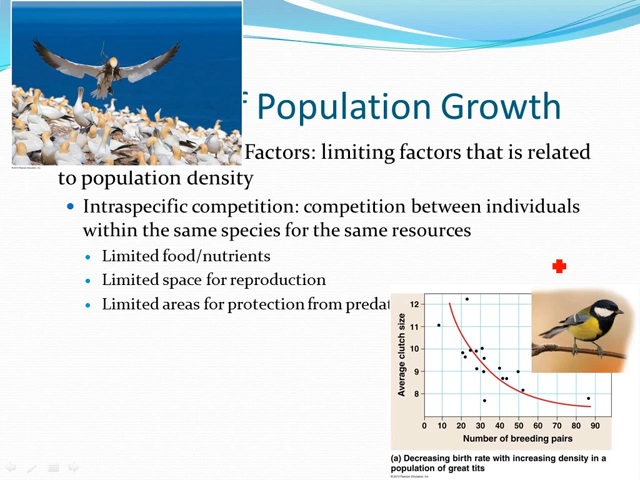 f Population Growth
Factors: limiting factors that is related
to population density
Intraspecific competition: competition between individuals
within the same species for the same resources
Limited food/nutrients
Limited space for reproduction
Limited areas for protection from predat
Average clutch size
12
11
10
9
8
0 10 20 30 40 50 60 70 80 90
Number of breeding pairs
(a) Decreasing birth rate with increasing density in a
population of great tits